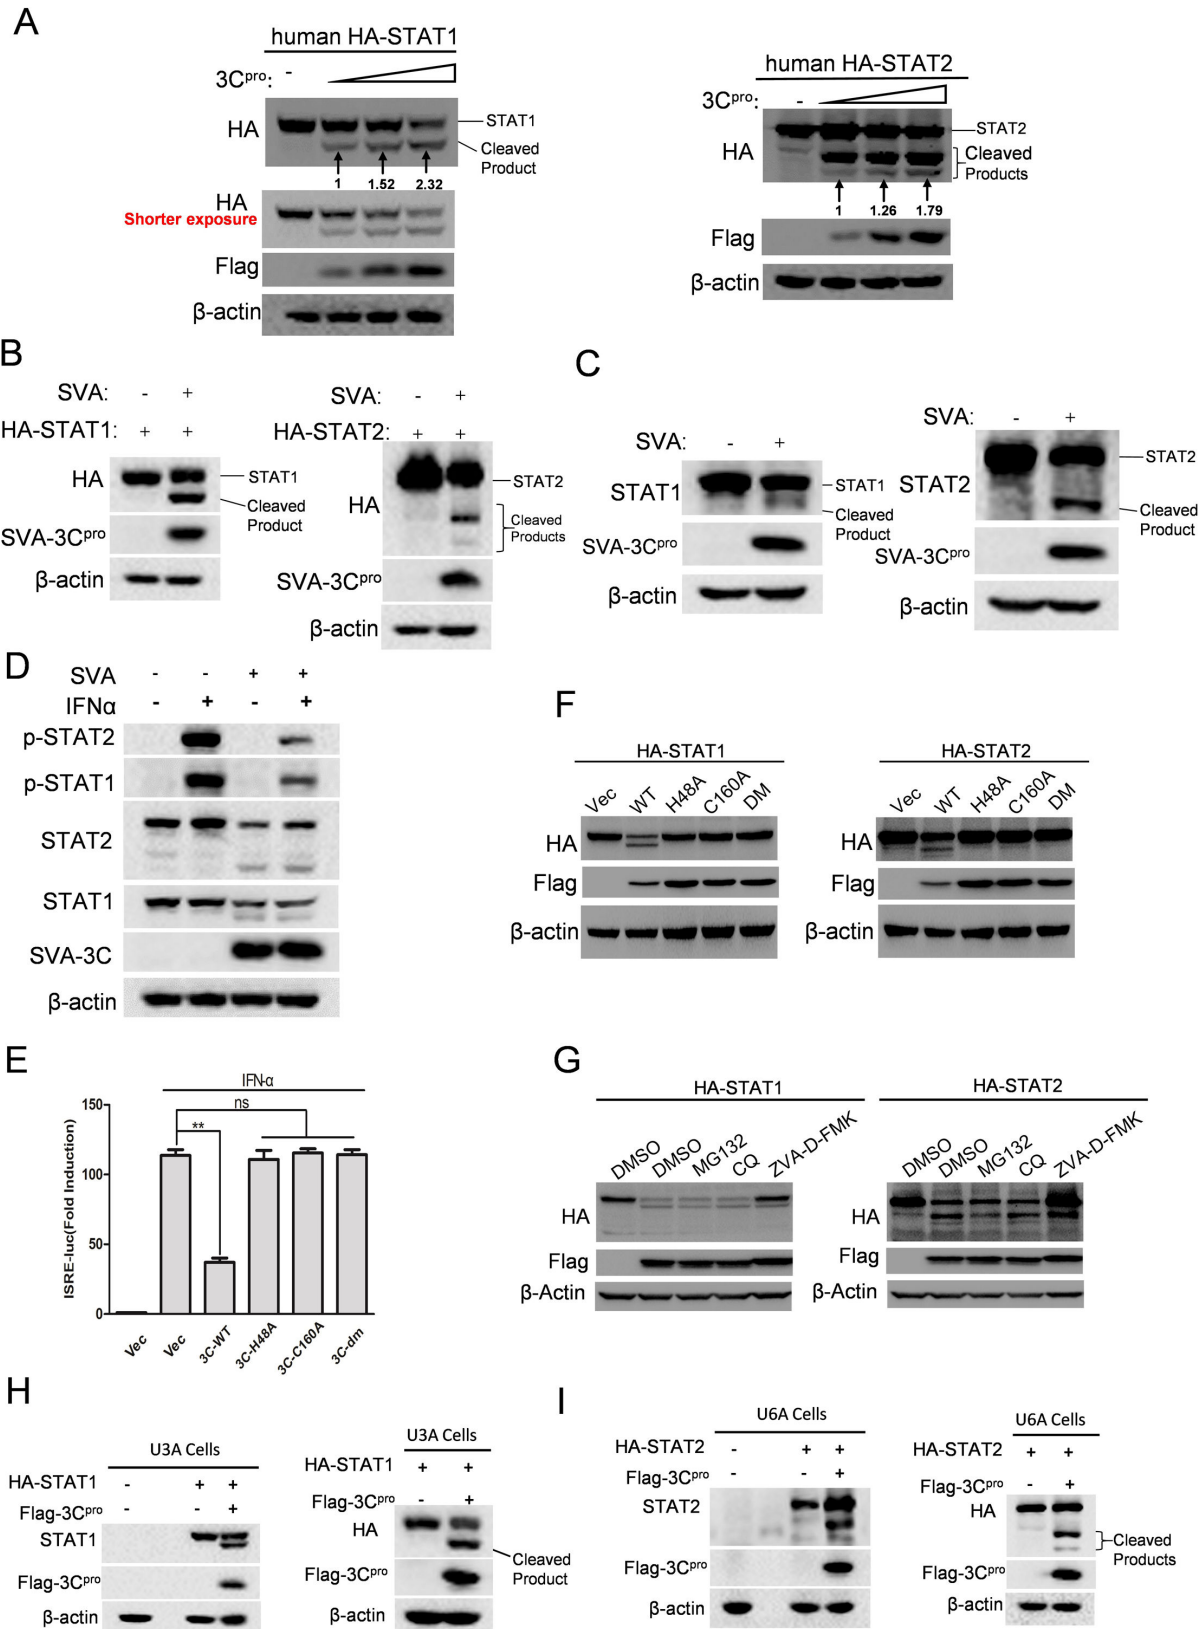 A
human HA-STAT1
3Cpro: -
HA
STAT1
Cleaved
Product
1 1.52 2.32
HA
Shorter exposure
Flag
β-actin
human HA-STAT2
3Cpro: -
HA
STAT2
Cleaved
Products
1 1.26 1.79
Flag
β-actin
B
SVA: - +
HA-STAT1: + +
HA
STAT1
Cleaved
Product
SVA-3Cpro
β-actin
SVA: - +
HA-STAT2: + +
HA
STAT2
Cleaved
Products
SVA-3Cpro
β-actin
C
SVA: - +
STAT1
STAT1
Cleaved
Product
SVA-3Cpro
β-actin
SVA: - +
STAT2
STAT2
Cleaved
Product
SVA-3Cpro
β-actin
D
SVA - - + +
IFNα - + - +
p-STAT2
p-STAT1
STAT2
STAT1
SVA-3C
β-actin
E
IFN-α
ns
**
ISRE-luc(Fold Induction)
150
100
50
0
Vec Vec 3C-WT 3C-H48A 3C-C160A 3C-dm
F
HA-STAT1
Vec WT H48A C160A DM
HA
Flag
β-actin
HA-STAT2
Vec WT H48A C160A DM
HA
Flag
β-actin
G
HA-STAT1
DMSO DMSO MG132 CQ ZVA-D-FMK
HA
Flag
β-Actin
HA-STAT2
DMSO DMSO MG132 CQ ZVA-D-FMK
HA
Flag
β-Actin
H
U3A Cells
HA-STAT1 - + +
Flag-3Cpro - - +
STAT1
Flag-3Cpro
β-actin
U3A Cells
HA-STAT1 + +
Flag-3Cpro - +
HA
Cleaved
Product
Flag-3Cpro
β-actin
I
U6A Cells
HA-STAT2 - + +
Flag-3Cpro - - +
STAT2
Flag-3Cpro
β-actin
U6A Cells
HA-STAT2 + +
Flag-3Cpro - +
HA
Cleaved
Products
Flag-3Cpro
β-actin